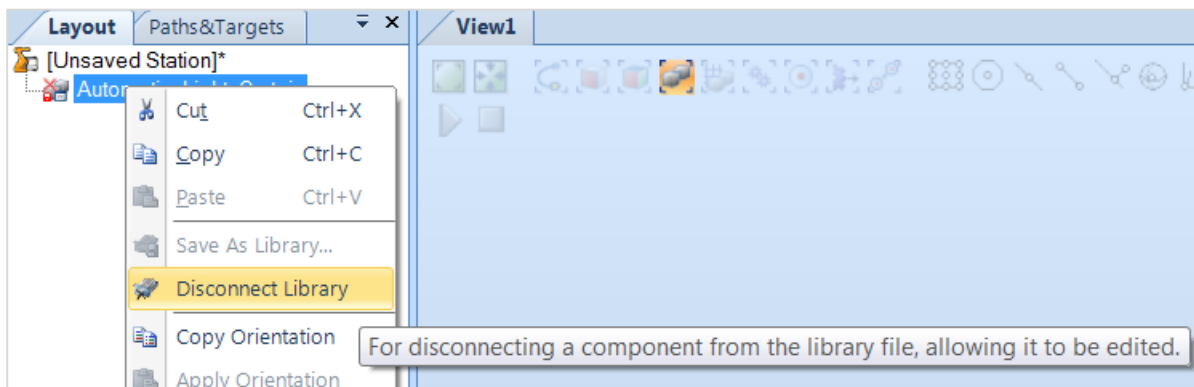 Layout
Paths&Targets
View1
[Unsaved Station]*
Cut Ctrl+X
Copy Ctrl+C
Paste Ctrl+V
Save As Library...
Disconnect Library
Copy Orientation
For disconnecting a component from the library file, allowing it to be edited.
Apply Orientation